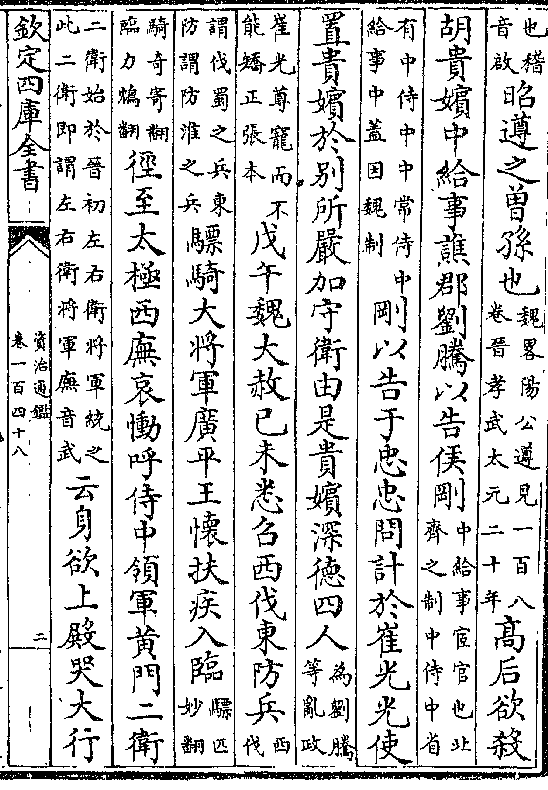 也稽音啟昭遵之曾孫也魏畧陽公遵見一百八卷晉孝武太元二十年高后欲殺
胡貴嬪中給事譙郡劉騰以告侯剛中給事宦官也北齊之制中侍中省
有中侍中中常侍中給事中蓋因魏制剛以告于忠忠問計於崔光光使
置貴嬪於別所嚴加守衛由是貴嬪深德四人為劉騰等亂政
崔光尊寵而不能矯正張本戊午魏大赦已未悉召西伐東防兵西伐
謂伐蜀之兵東防謂防淮之兵驃騎大將軍廣平王懷扶疾入臨驃匹妙翻
騎奇寄翻臨力鴆翻徑至太極西廡哀慟呼侍中領軍黃門二衛
二衛始於晉初左右衛將軍統之此二衛即謂左右衛將軍廡音武云身欲上殿哭大行
欽定四庫全書
資治通鑑
卷一百四十八
二